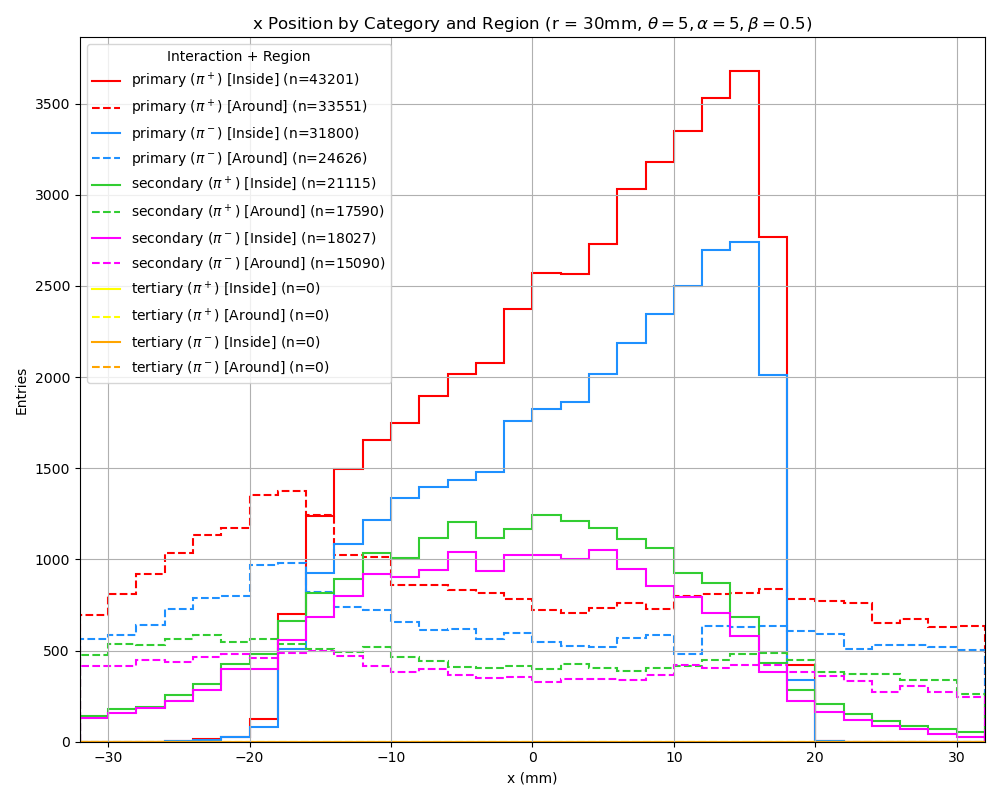 x Position by Category and Region (r = 30mm, θ = 5, α = 5, β = 0.5)
Interaction + Region
primary (π⁺) [Inside] (n=43201)
primary (π⁺) [Around] (n=33551)
primary (π⁻) [Inside] (n=31800)
primary (π⁻) [Around] (n=24626)
secondary (π⁺) [Inside] (n=21115)
secondary (π⁺) [Around] (n=17590)
secondary (π⁻) [Inside] (n=18027)
secondary (π⁻) [Around] (n=15090)
tertiary (π⁺) [Inside] (n=0)
tertiary (π⁺) [Around] (n=0)
tertiary (π⁻) [Inside] (n=0)
tertiary (π⁻) [Around] (n=0)
Entries
3500
3000
2500
2000
1500
1000
500
0
−30 −20 −10 0 10 20 30
x (mm)